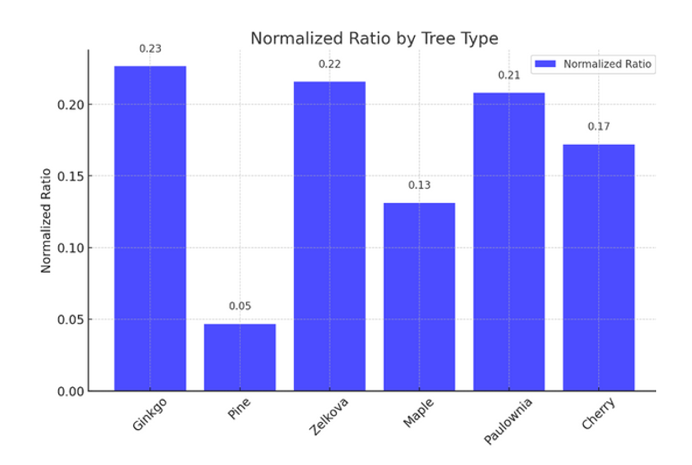 Normalized Ratio by Tree Type
Normalized Ratio
0.23
0.05
0.22
0.13
0.21
0.17
Normalized Ratio
0.20
0.15
0.10
0.05
0.00
Ginkgo
Pine
Zelkova
Maple
Paulownia
Cherry